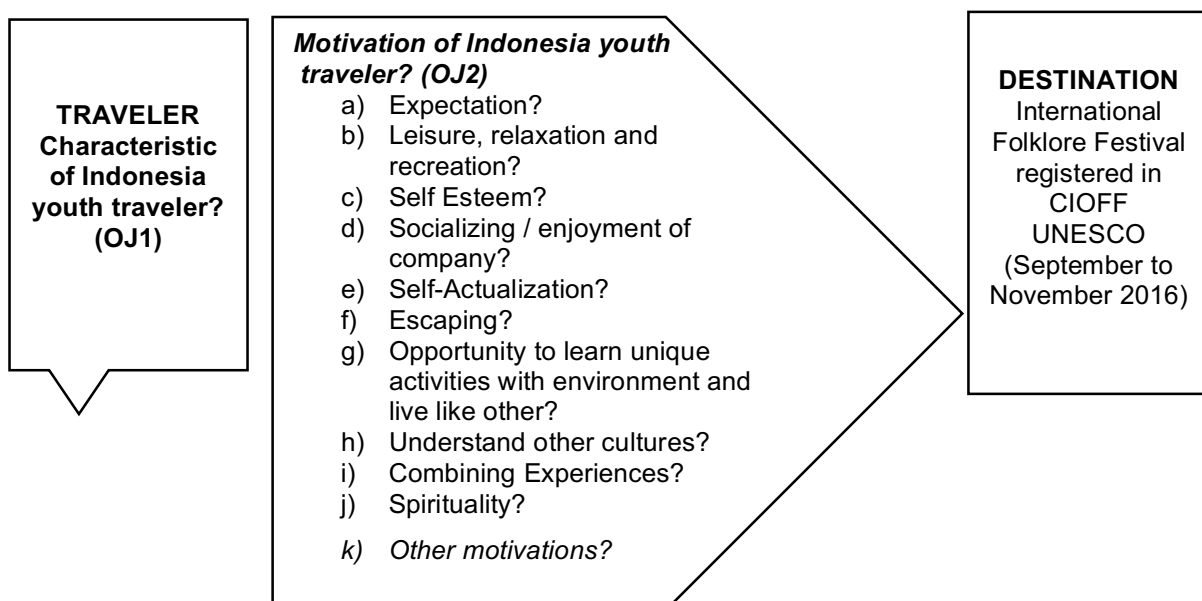 TRAVELER
Characteristic
of Indonesia
youth traveler?
(OJ1)
Motivation of Indonesia youth
traveler? (OJ2)
a) Expectation?
b) Leisure, relaxation and
recreation?
c) Self Esteem?
d) Socializing / enjoyment of
company?
e) Self-Actualization?
f) Escaping?
g) Opportunity to learn unique
activities with environment and
live like other?
h) Understand other cultures?
i) Combining Experiences?
j) Spirituality?
k) Other motivations?
DESTINATION
International
Folklore Festival
registered in
CIOFF
UNESCO
(September to
November 2016)